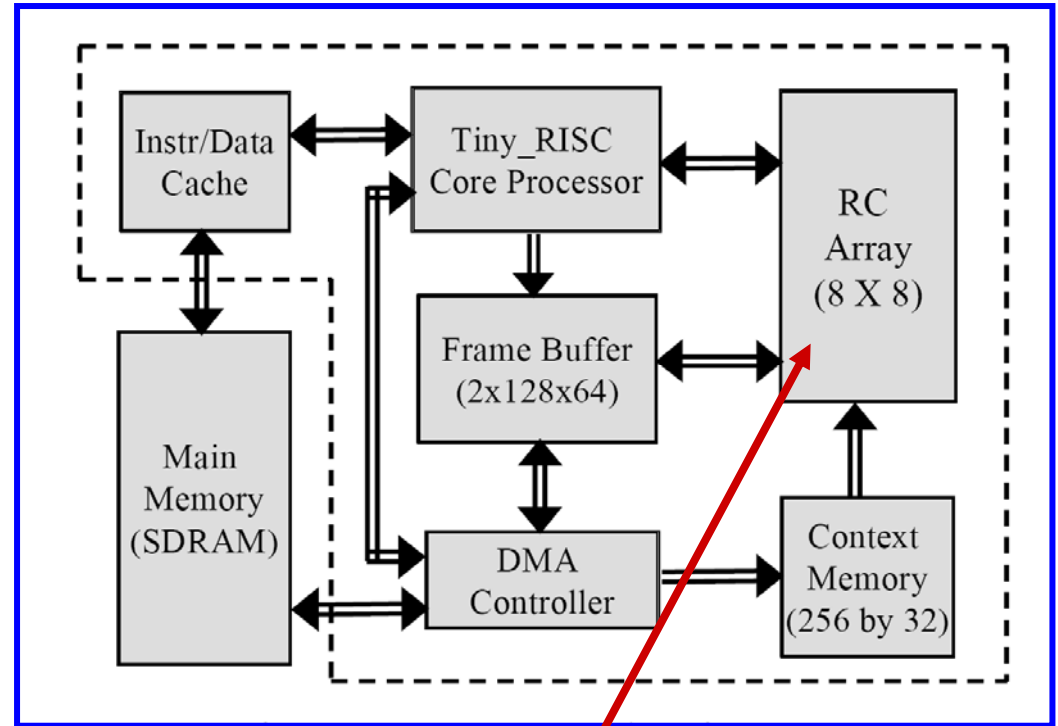 Instr/Data
Cache
Tiny_RISC
Core Processor
RC
Array
(8 X 8)
Frame Buffer
(2x128x64)
Main
Memory
(SDRAM)
DMA
Controller
Context
Memory
(256 by 32)